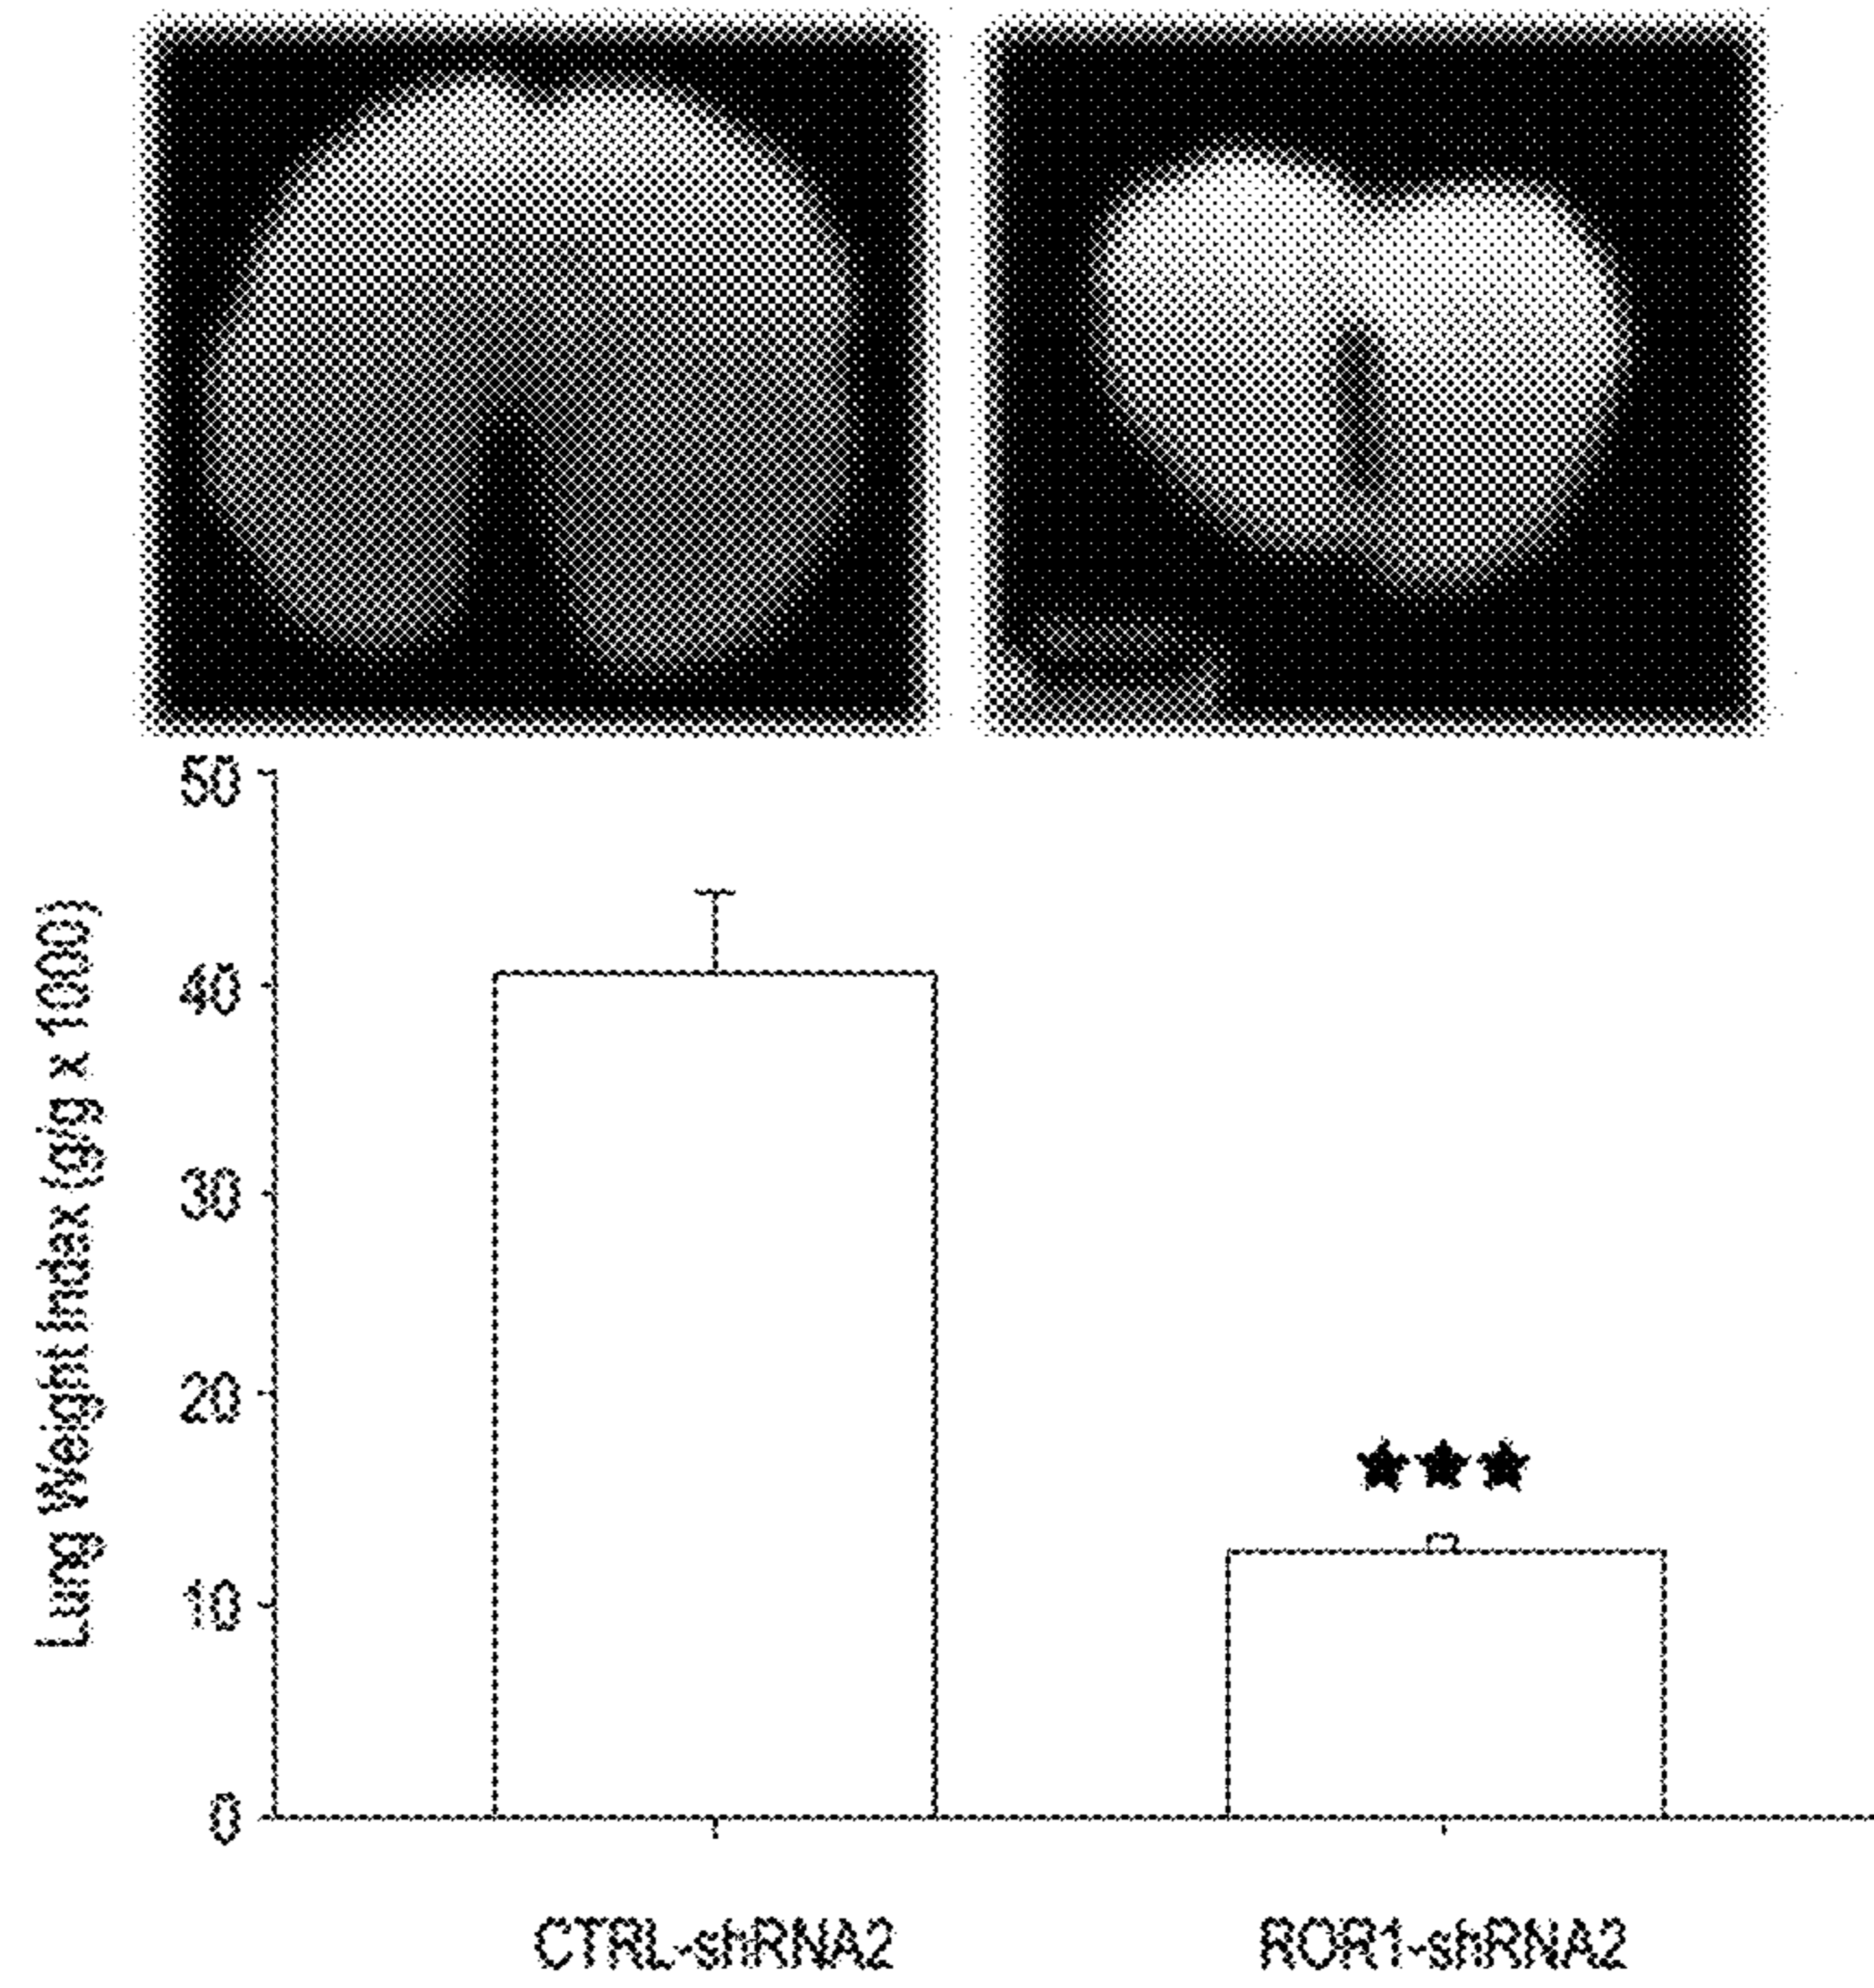 50
40
30
20
10
0
Lung Weight Index (g/g x 1000)
★★★
CTRL-shRNA2
ROR1-shRNA2